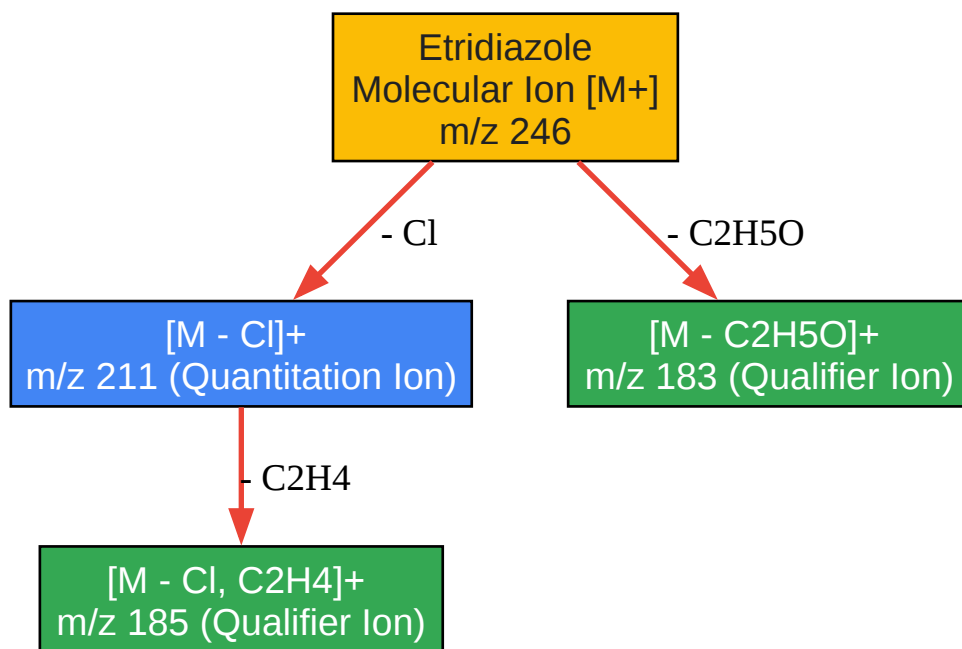 Etridiazole
Molecular Ion [M+]
m/z 246
- Cl
- C2H5O
[M - Cl]+
m/z 211 (Quantitation Ion)
[M - C2H5O]+
m/z 183 (Qualifier Ion)
- C2H4
[M - Cl, C2H4]+
m/z 185 (Qualifier Ion)